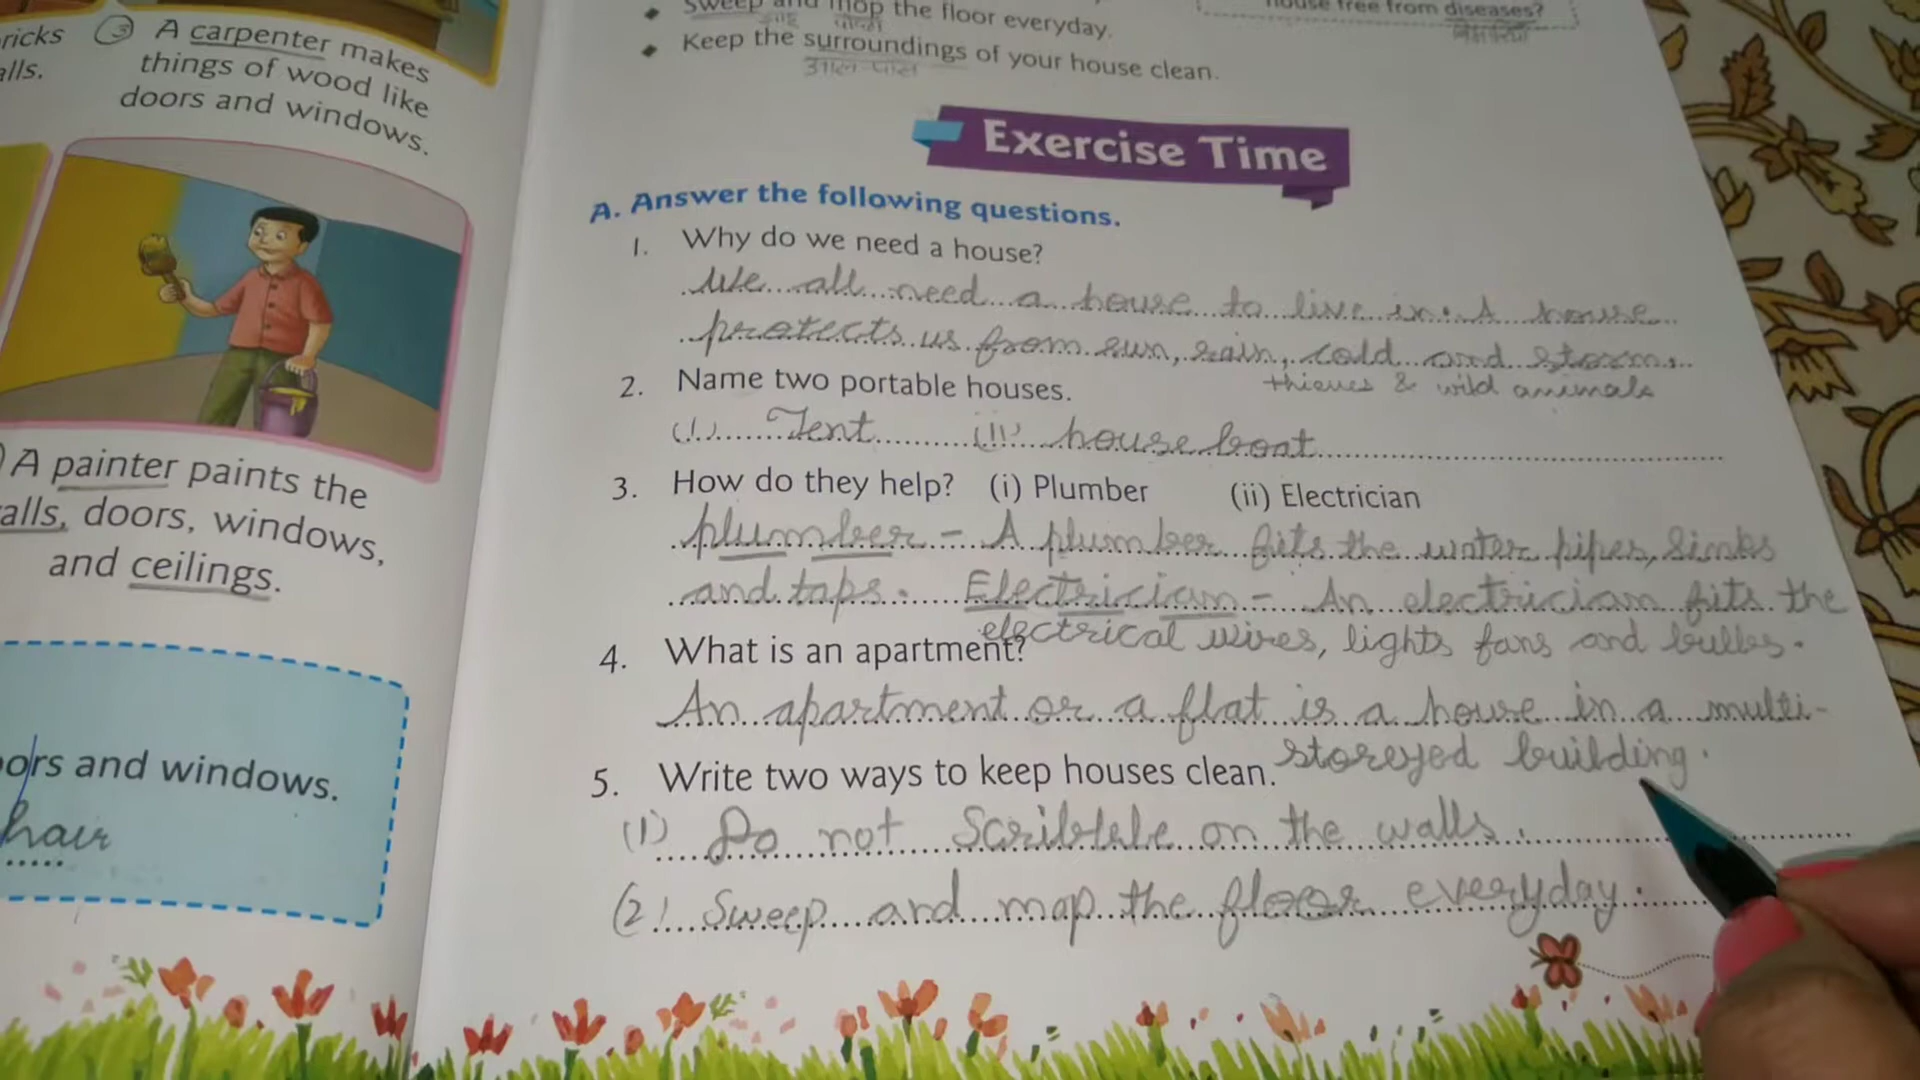 ricks
alls.
③ A carpenter makes
things of wood like
doors and windows.
A painter paints the
alls, doors, windows,
and ceilings.
ors and windows.
hair
Sweep and mop the floor everyday.
झाड़ू पोंछा
Keep the surroundings of your house clean.
आस-पास
house free from diseases?
Exercise Time
A. Answer the following questions.
1. Why do we need a house?
We all need a house to live in. A house
protects us from sun, rain, cold and storm.
thieves & wild animals
2. Name two portable houses.
(i) Tent (ii) house boat
3. How do they help? (i) Plumber (ii) Electrician
plumber - A plumber fits the water pipes, sinks
and taps. Electrician - An electrician fits the
electrical wires, lights fans and bulbs.
4. What is an apartment?
An apartment or a flat is a house in a multi-
storeyed building.
5. Write two ways to keep houses clean.
(1) Do not Scribble on the walls.
(2) Sweep and mop the floor everyday.